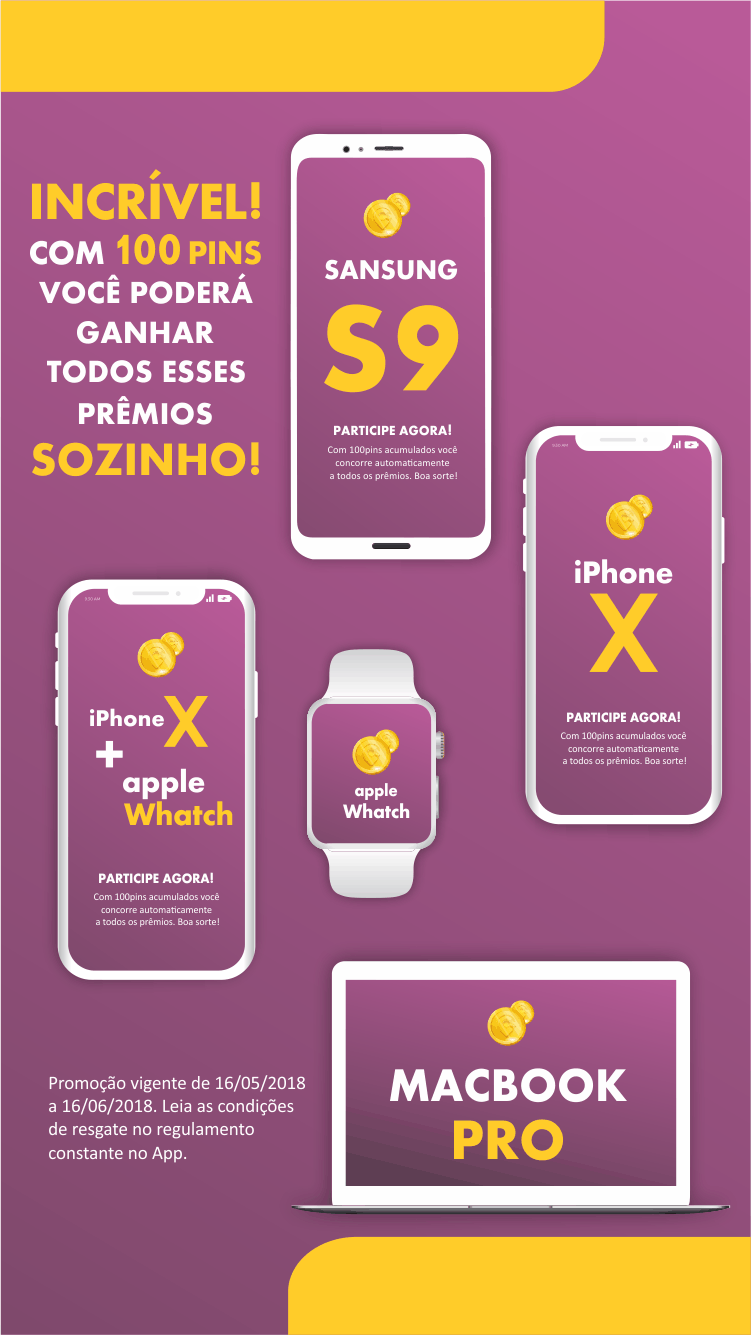 INCRÍVEL!
COM 100 PINS
VOCÊ PODERÁ
GANHAR
TODOS ESSES
PRÊMIOS
SOZINHO!
SANSUNG
S9
PARTICIPE AGORA!
Com 100pins acumulados você
concorre automaticamente
a todos os prêmios. Boa sorte!
iPhone
X
PARTICIPE AGORA!
Com 100pins acumulados você
concorre automaticamente
a todos os prêmios. Boa sorte!
9:30 AM
iPhone X
+
apple
Whatch
PARTICIPE AGORA!
Com 100pins acumulados você
concorre automaticamente
a todos os prêmios. Boa sorte!
apple
Whatch
MACBOOK
PRO
Promoção vigente de 16/05/2018
a 16/06/2018. Leia as condições
de resgate no regulamento
constante no App.